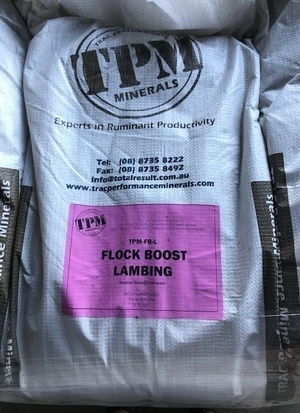 TPM
MINERALS
Experts in Ruminant Productivity
Tel: (08) 8735 8222
Fax: (08) 8735 8492
info@totalresult.com.au
www.tracperformanceminerals.com
TPM
TPM-FB-L
FLOCK BOOST
LAMBING